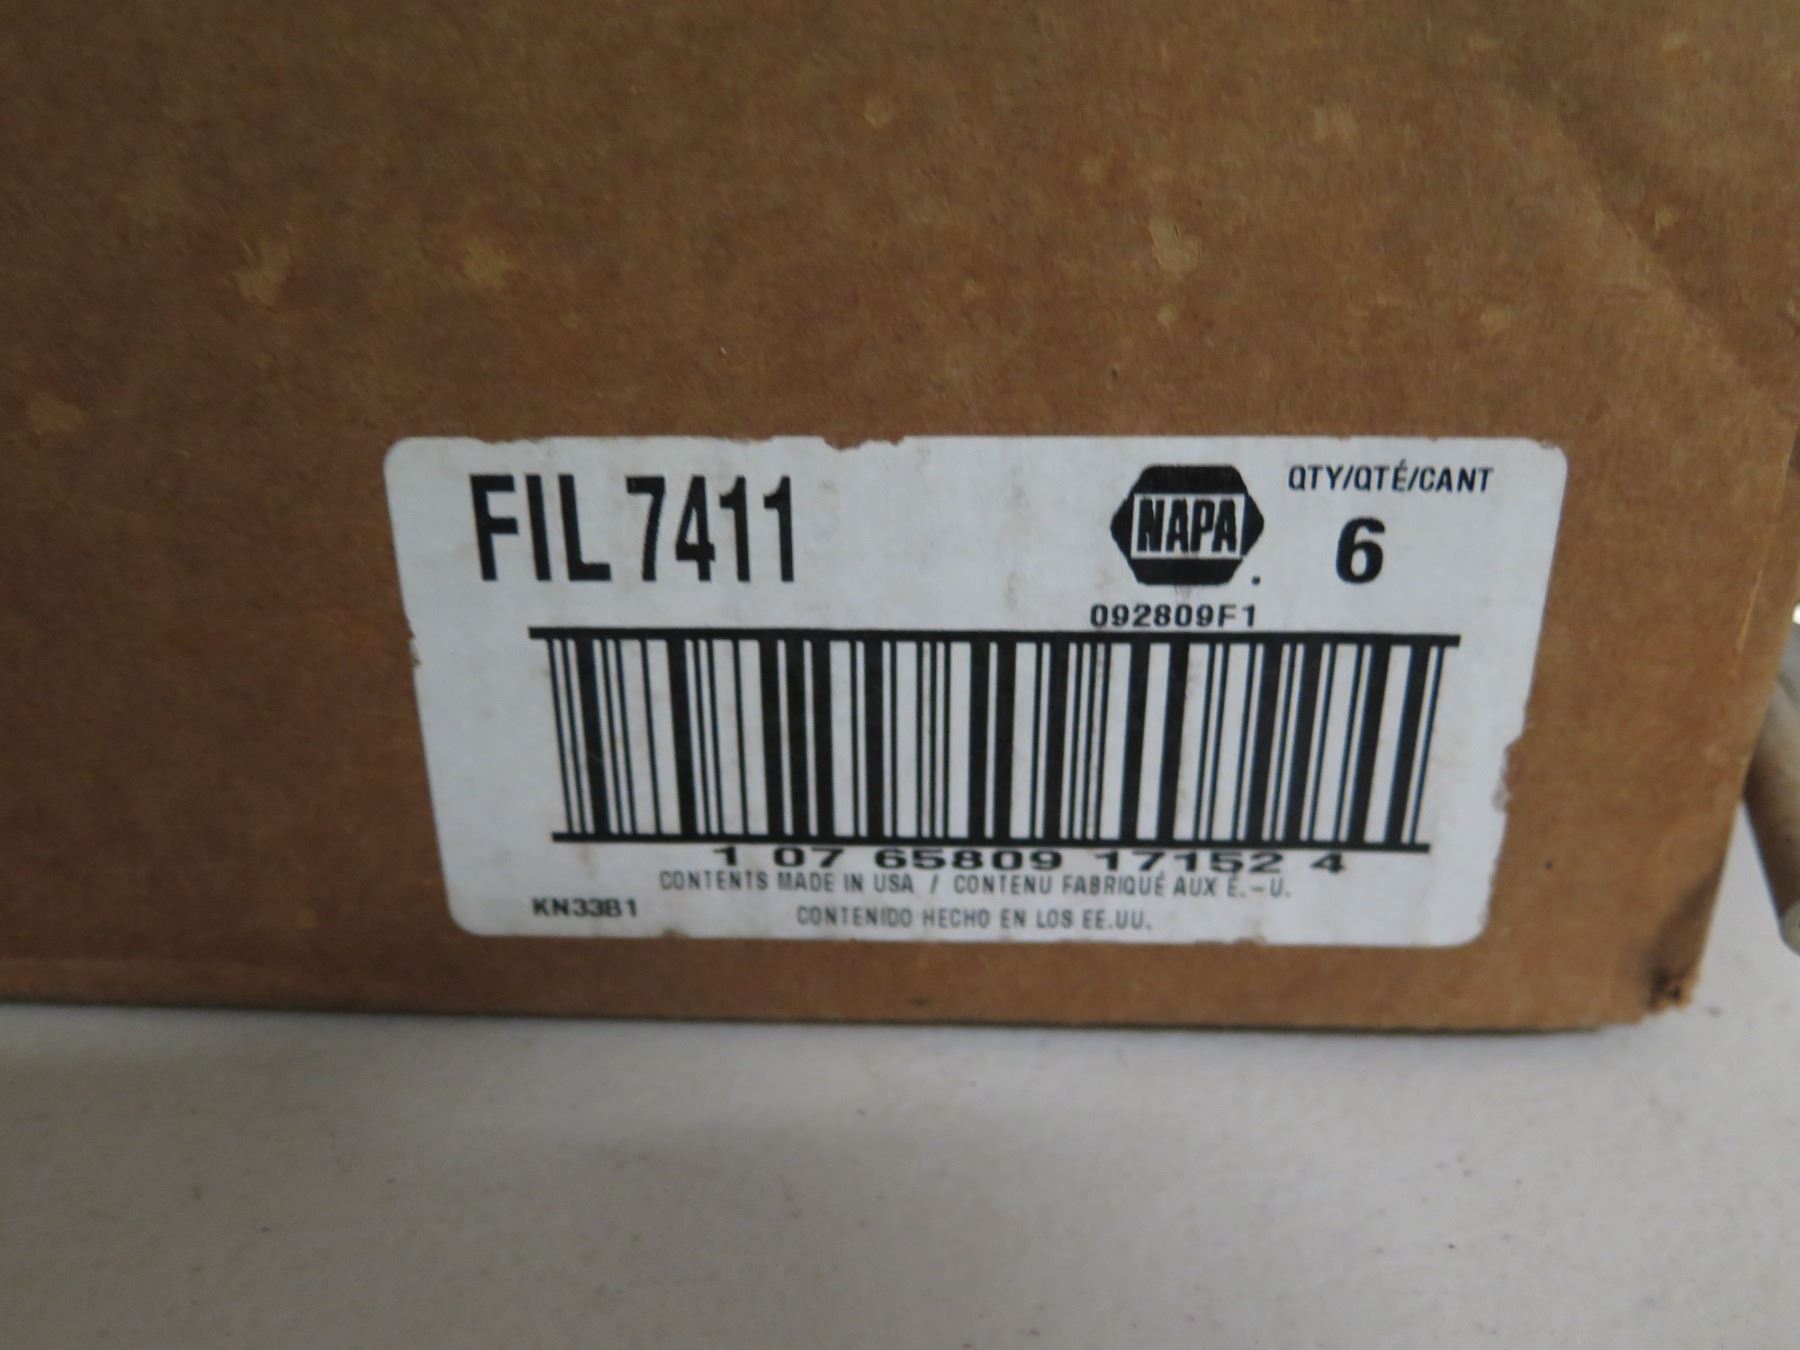 FIL 7411
NAPA
QTY/QTÉ/CANT
6
092809F1
1 07 65809 17152 4
CONTENTS MADE IN USA / CONTENU FABRIQUÉ AUX É.-U.
KN33B1
CONTENIDO HECHO EN LOS EE.UU.